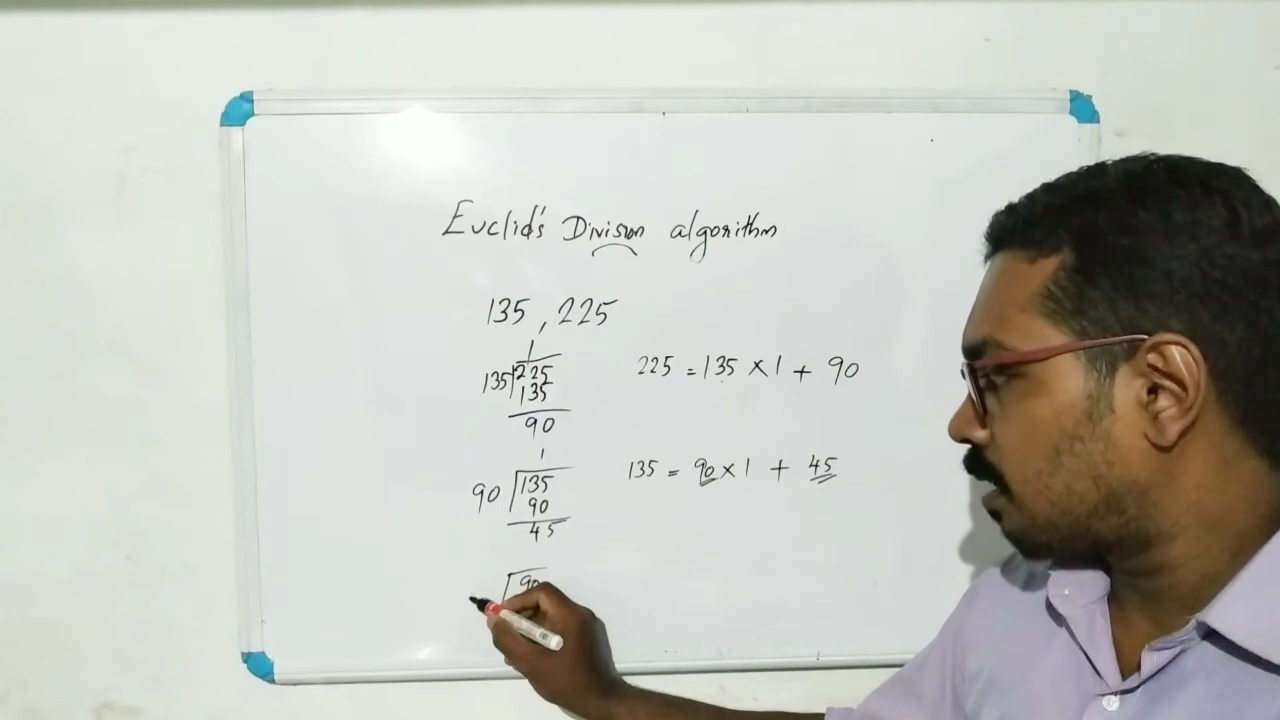 Euclid's Division algorithm
135, 225
1
135 225 225 = 135 × 1 + 90
135
90
1
90 135 135 = 90 × 1 + 45
90
45
90